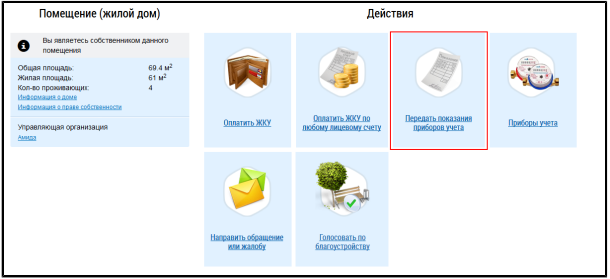 Помещение (жилой дом)
Действия
Вы являетесь собственником данного
помещения
Общая площадь: 69.4 м²
Жилая площадь: 61 м²
Кол-во проживающих: 4
Информация о доме
Информация о праве собственности
Управляющая организация
Амида
Оплатить ЖКУ
Оплатить ЖКУ по
любому лицевому счету
Передать показания
приборов учета
Приборы учета
Направить обращение
или жалобу
Голосовать по
благоустройству